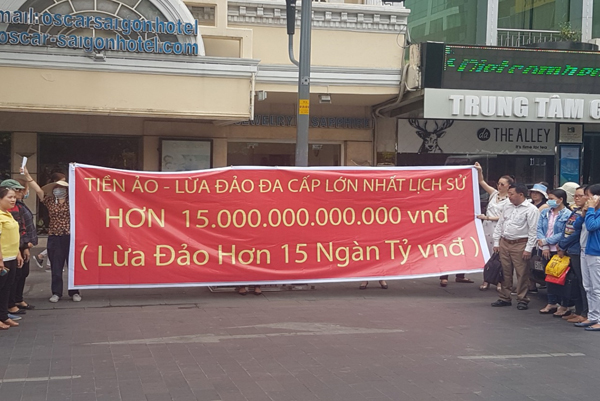 mail:oscarsaigonhotel
oscar-saigonhotel.com
Vietcomban
TRUNG TÂM
THE ALLEY
TIỀN ẢO - LỪA ĐẢO ĐA CẤP LỚN NHẤT LỊCH SỬ
HƠN 15.000.000.000.000 vnđ
( Lừa Đảo Hơn 15 Ngàn Tỷ vnđ )